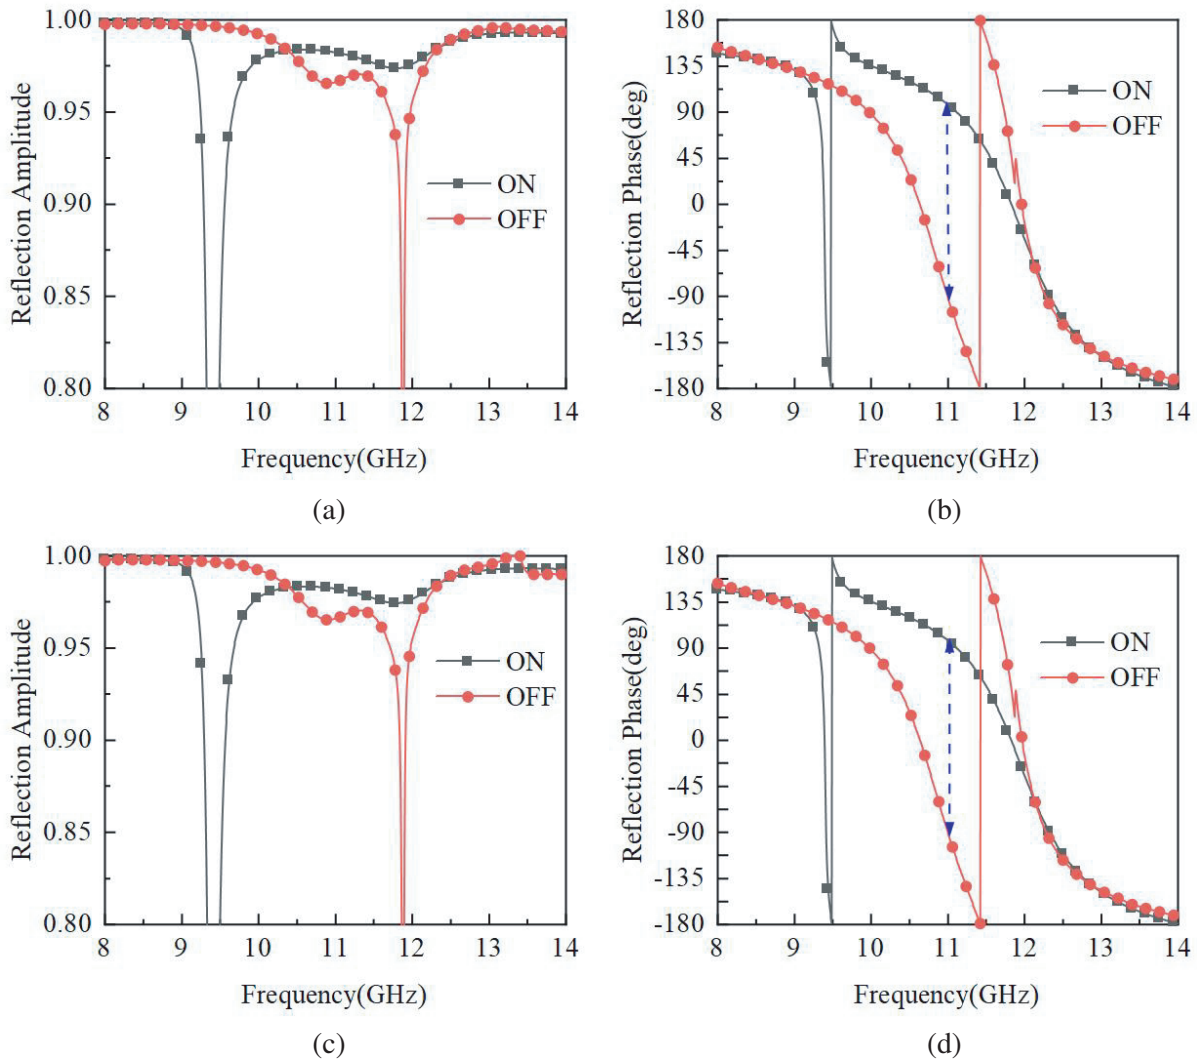 1.00
0.95
0.90
0.85
0.80
8 9 10 11 12 13 14
Reflection Amplitude
Frequency(GHz)
ON
OFF
(a)
180
135
90
45
0
-45
-90
-135
-180
8 9 10 11 12 13 14
Reflection Phase(deg)
Frequency(GHz)
ON
OFF
(b)
1.00
0.95
0.90
0.85
0.80
8 9 10 11 12 13 14
Reflection Amplitude
Frequency(GHz)
ON
OFF
(c)
180
135
90
45
0
-45
-90
-135
-180
8 9 10 11 12 13 14
Reflection Phase(deg)
Frequency(GHz)
ON
OFF
(d)